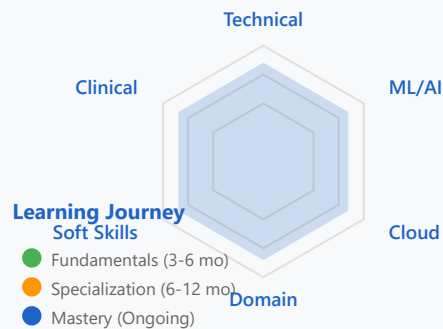 Technical
Clinical
ML/AI
Learning Journey
Soft Skills
Cloud
Fundamentals (3-6 mo)
Specialization (6-12 mo)
Domain
Mastery (Ongoing)